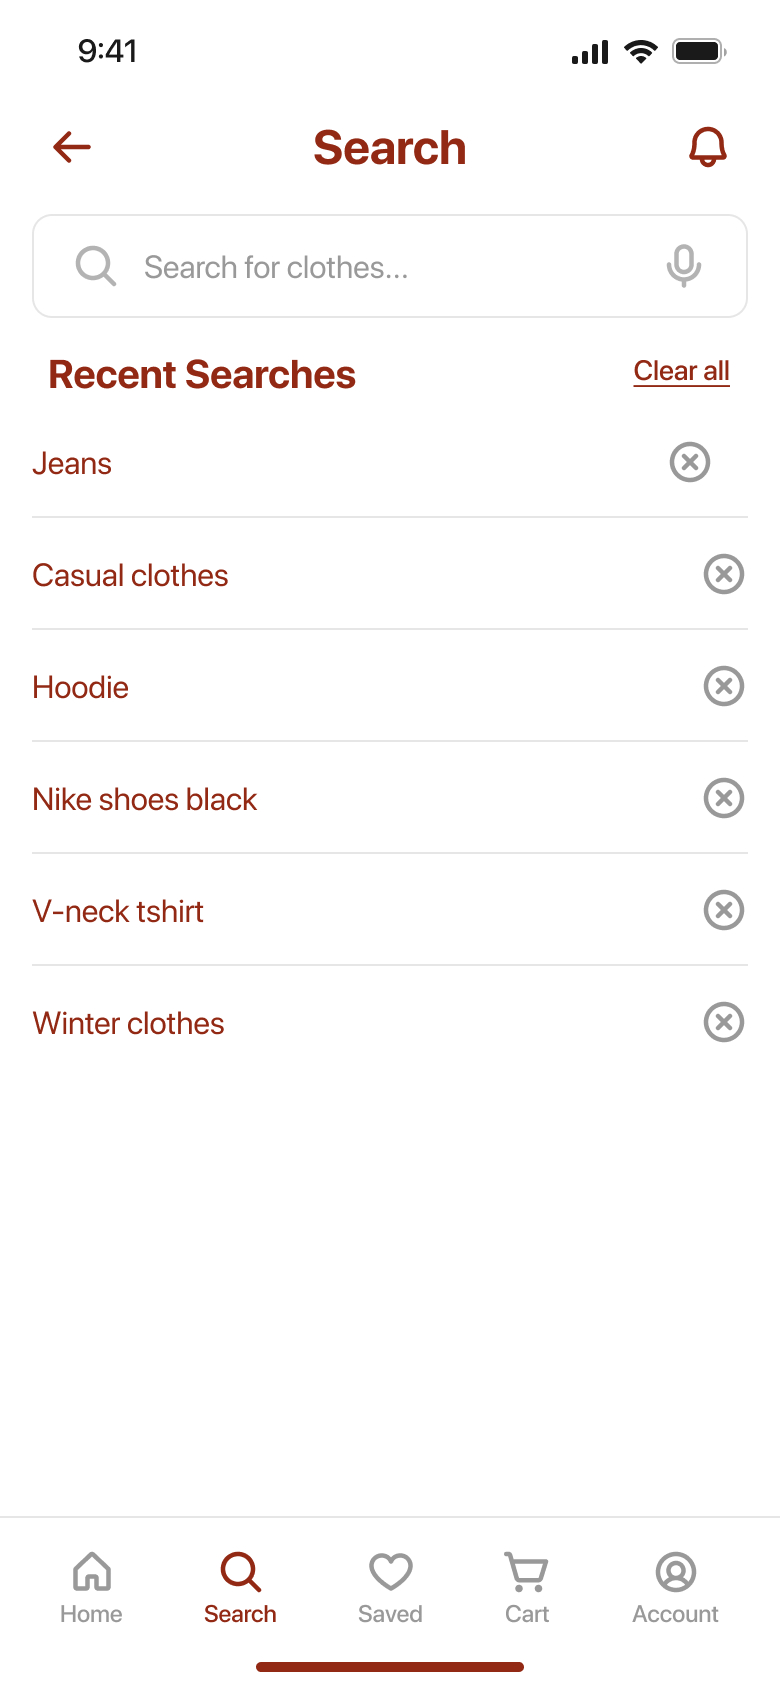 9:41
Search
Search for clothes...
Recent Searches
Clear all
Jeans
Casual clothes
Hoodie
Nike shoes black
V-neck tshirt
Winter clothes
Home
Search
Saved
Cart
Account